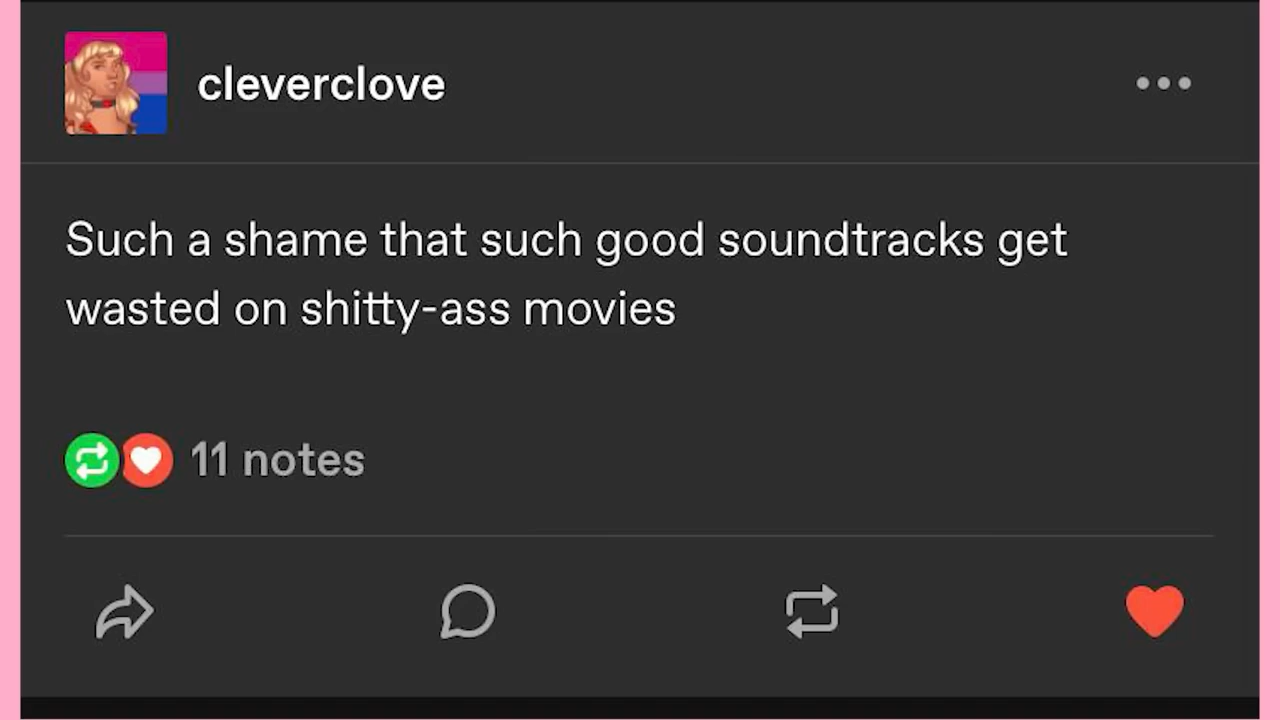 cleverclove
Such a shame that such good soundtracks get
wasted on shitty-ass movies
11 notes